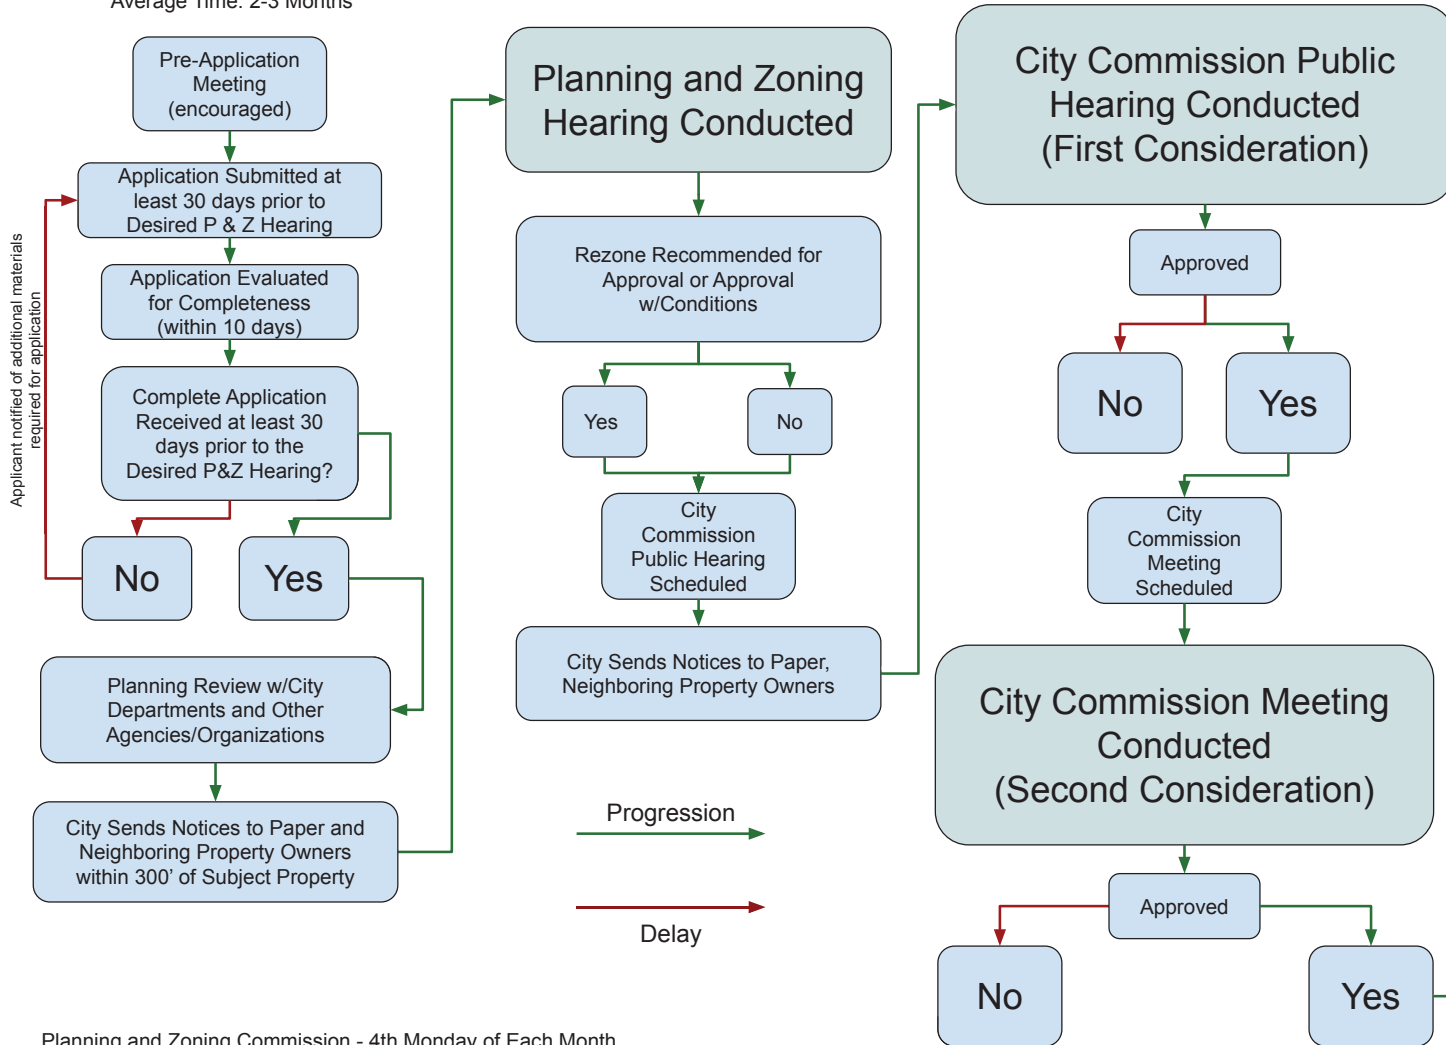 Average Time: 2-3 Months
Pre-Application
Meeting
(encouraged)
Application Submitted at
least 30 days prior to
Desired P & Z Hearing
Application Evaluated
for Completeness
(within 10 days)
Complete Application
Received at least 30
days prior to the
Desired P&Z Hearing?
No
Yes
Applicant notified of additional materials
required for application
Planning Review w/City
Departments and Other
Agencies/Organizations
City Sends Notices to Paper and
Neighboring Property Owners
within 300’ of Subject Property
Planning and Zoning
Hearing Conducted
Rezone Recommended for
Approval or Approval
w/Conditions
Yes
No
City
Commission
Public Hearing
Scheduled
City Sends Notices to Paper,
Neighboring Property Owners
Progression
Delay
City Commission Public
Hearing Conducted
(First Consideration)
Approved
No
Yes
City
Commission
Meeting
Scheduled
City Commission Meeting
Conducted
(Second Consideration)
Approved
No
Yes
Planning and Zoning Commission - 4th Monday of Each Month